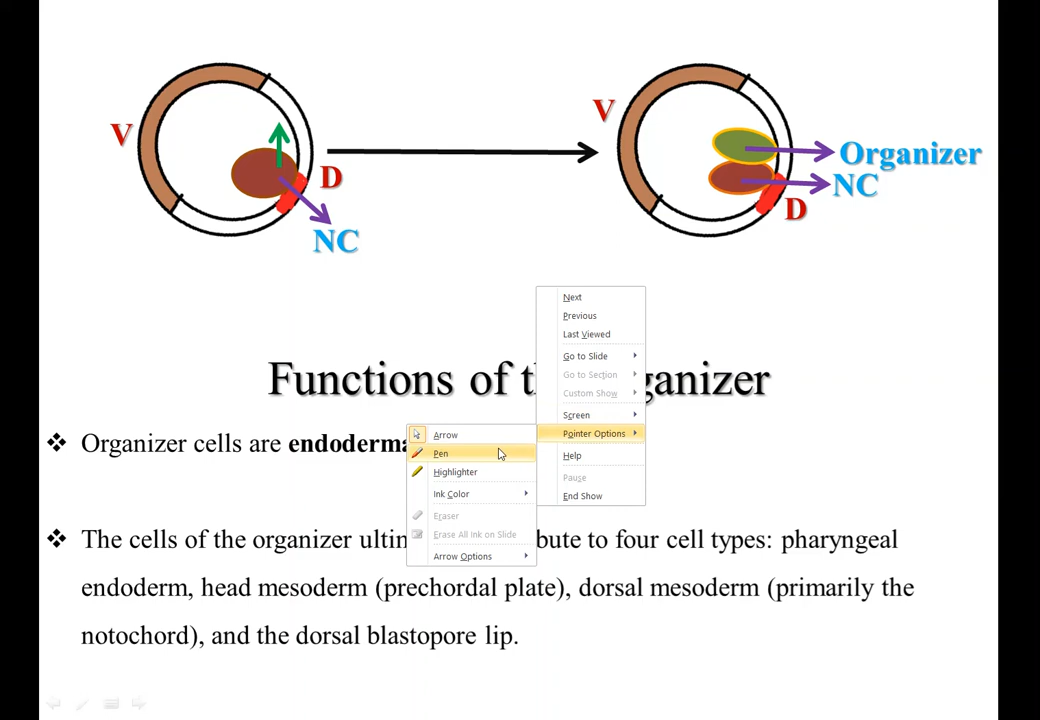 V
D
NC
V
Organizer
NC
D
Functions of t
ganizer
❖ Organizer cells are endoderma
❖ The cells of the organizer ultin bute to four cell types: pharyngeal
endoderm, head mesoderm (prechordal plate), dorsal mesoderm (primarily the
notochord), and the dorsal blastopore lip.
Next
Previous
Last Viewed
Go to Slide
Go to Section
Custom Show
Screen
Pointer Options
Help
Pause
End Show
Arrow
Pen
Highlighter
Ink Color
Eraser
Erase All Ink on Slide
Arrow Options